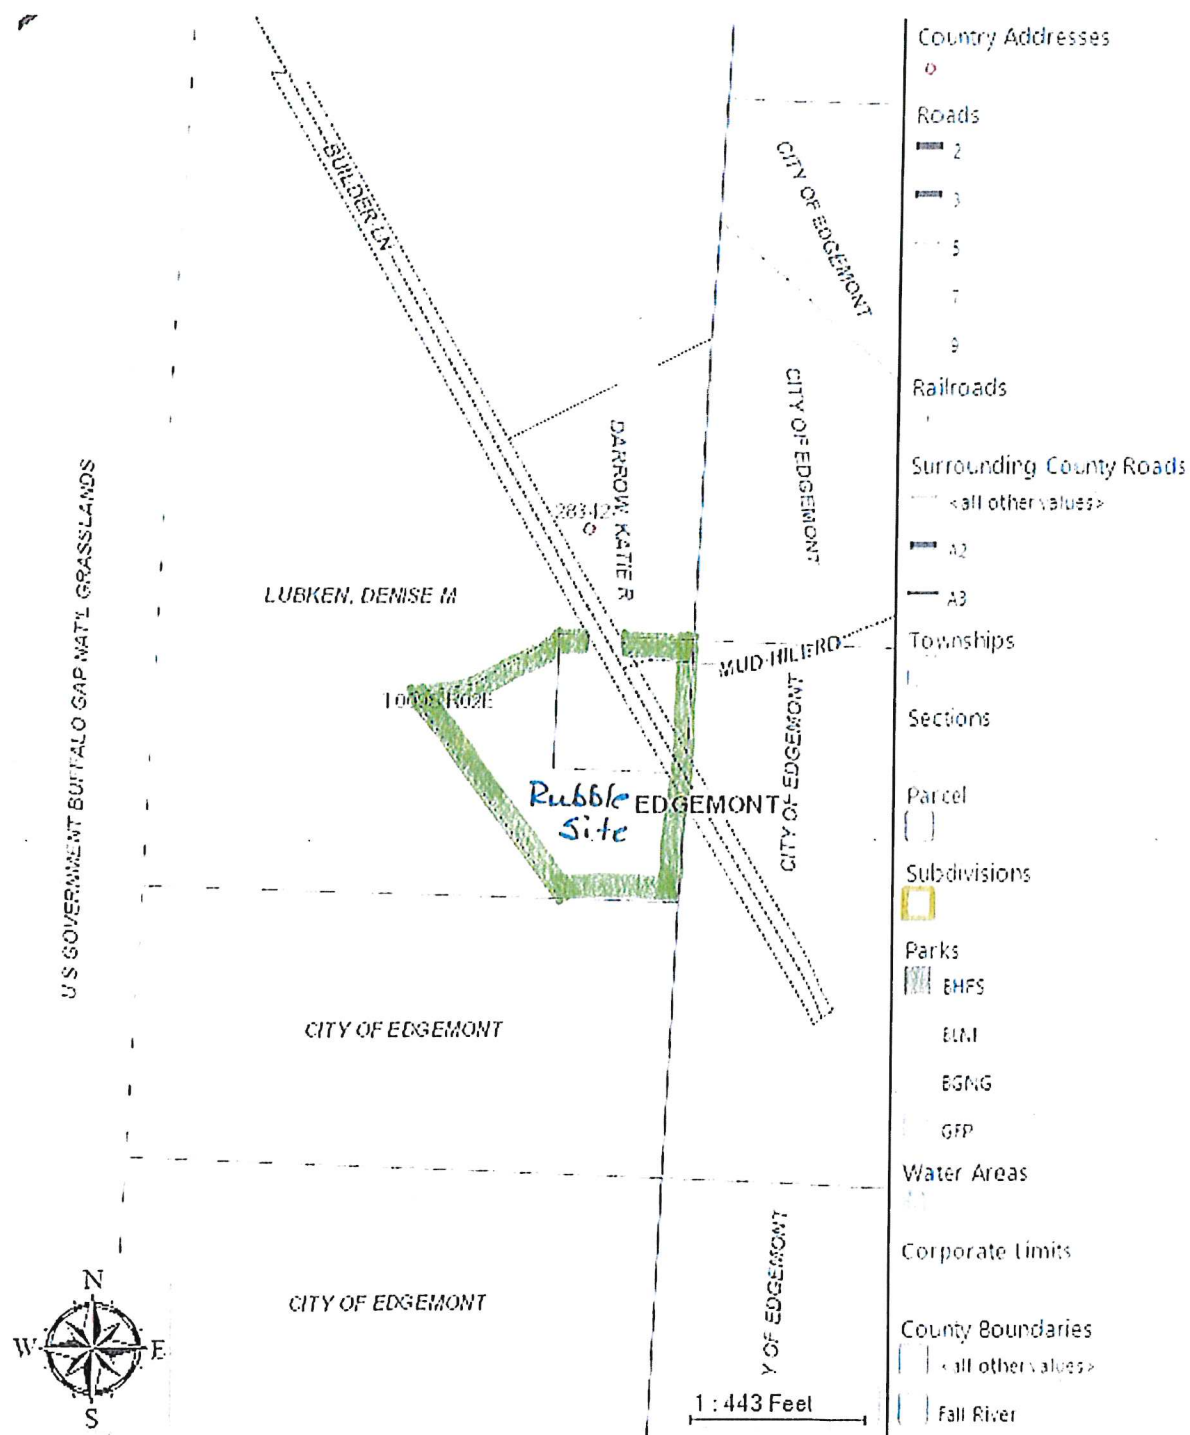 Country Addresses
Roads
2
3
5
7
9
Railroads
Surrounding County Roads
<all other values>
A2
A3
Townships
Sections
Parcel
Subdivisions
Parks
BHFS
BLM
BGNG
GFP
Water Areas
Corporate Limits
County Boundaries
<all other values>
Fall River
BUILDER LN
CITY OF EDGEMONT
CITY OF EDGEMONT
DARROW, KATIE R
28342
U S GOVERNMENT BUFFALO GAP NAT'L GRASSLANDS
LUBKEN, DENISE M
MUD HILL RD
T009S R02E
CITY OF EDGEMONT
Rubble
Site
EDGEMONT
CITY OF EDGEMONT
CITY OF EDGEMONT
Y OF EDGEMONT
N
W
E
S
1 : 443 Feet